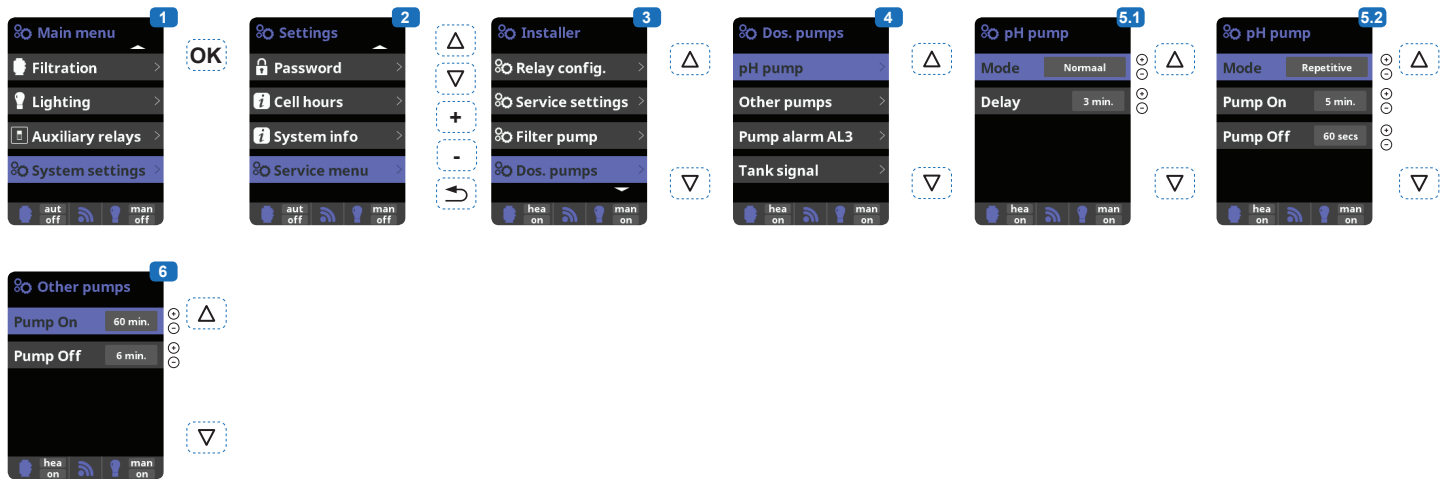 1
Main menu
Filtration
Lighting
Auxiliary relays
System settings
aut
off
man
off
OK
2
Settings
Password
Cell hours
System info
Service menu
aut
off
man
off
+
-
3
Installer
Relay config.
Service settings
Filter pump
Dos. pumps
hea
on
man
on
4
Dos. pumps
pH pump
Other pumps
Pump alarm AL3
Tank signal
hea
on
man
on
5.1
pH pump
Mode Normaal
Delay 3 min.
hea
on
man
on
5.2
pH pump
Mode Repetitive
Pump On 5 min.
Pump Off 60 secs
hea
on
man
on
6
Other pumps
Pump On 60 min.
Pump Off 6 min.
hea
on
man
on